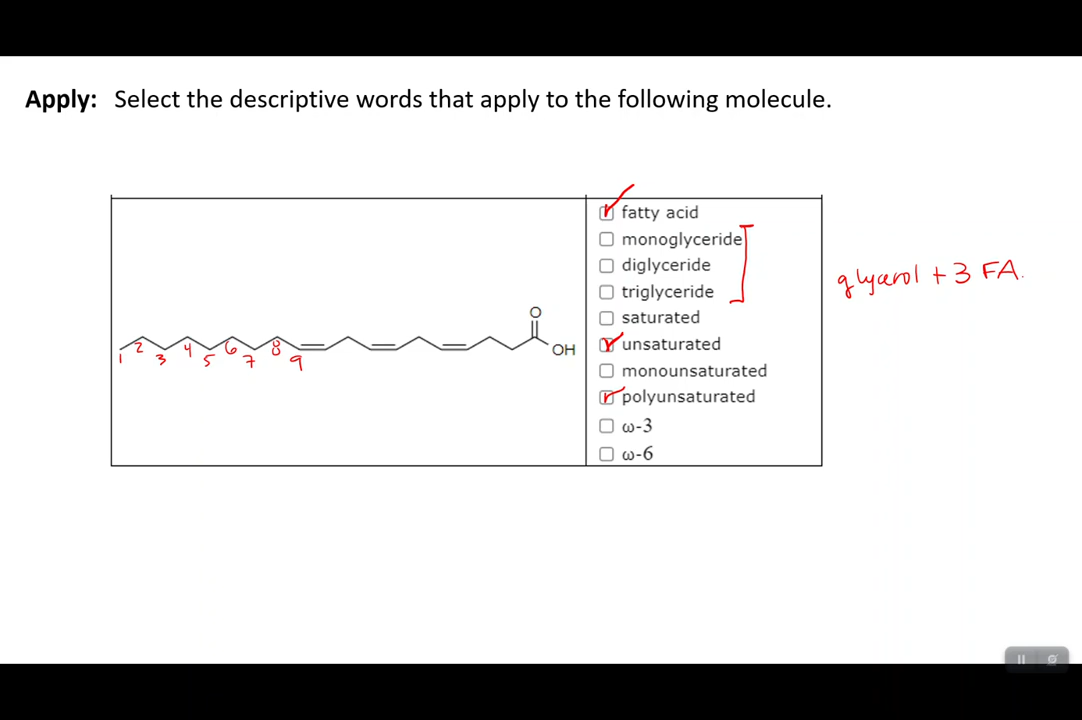 Apply: Select the descriptive words that apply to the following molecule.
fatty acid
monoglyceride
diglyceride
triglyceride
glycerol + 3 FA.
saturated
O
OH
unsaturated
monounsaturated
polyunsaturated
ω-3
ω-6
1 2 3 4 5 6 7 8 9